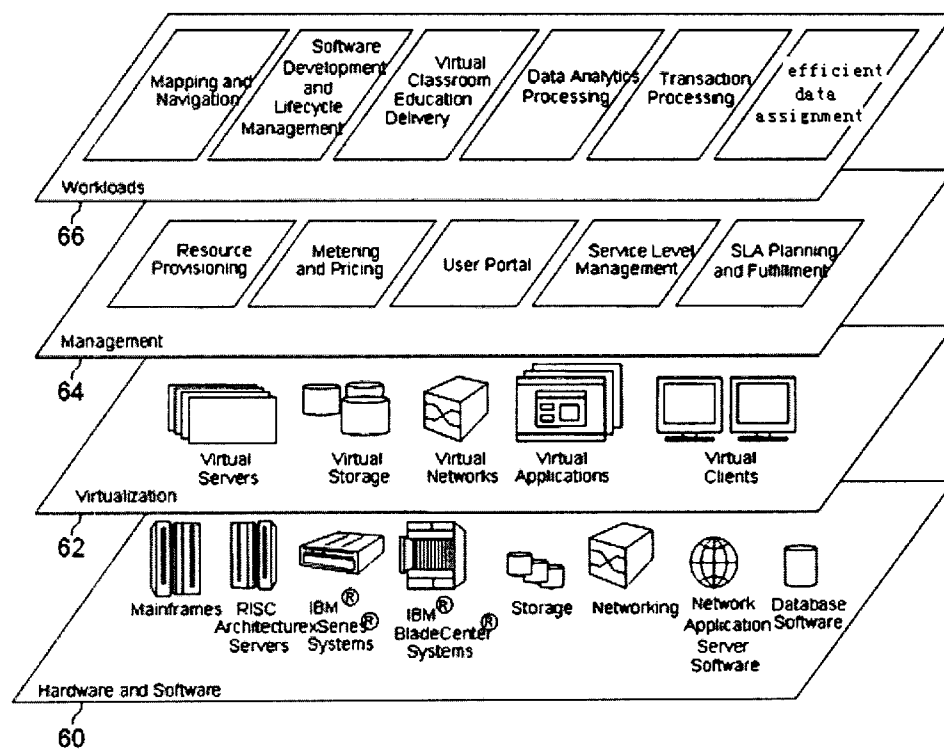 Mapping and
Navigation
Software
Development
and
Lifecycle
Management
Virtual
Classroom
Education
Delivery
Data Analytics
Processing
Transaction
Processing
efficient
data
assignment
Workloads
66
Resource
Provisioning
Metering
and Pricing
User Portal
Service Level
Management
SLA Planning
and Fulfillment
Management
64
Virtual
Servers
Virtual
Storage
Virtual
Networks
Virtual
Applications
Virtual
Clients
Virtualization
62
Mainframes
RISC
Architecture
Servers
IBM®
xSeries®
Systems
IBM®
BladeCenter®
Systems
Storage
Networking
Network
Application
Server
Software
Database
Software
Hardware and Software
60